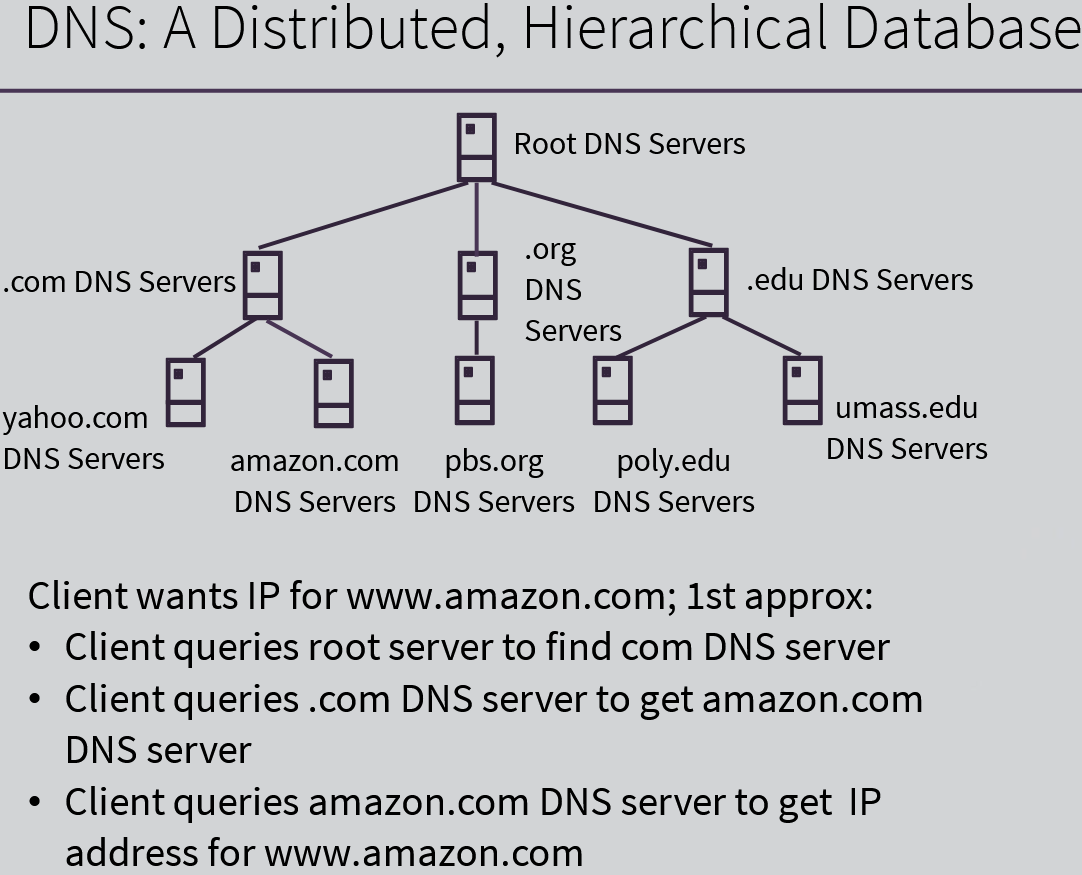 DNS: A Distributed, Hierarchical Database
Root DNS Servers
.com DNS Servers
.org
DNS
Servers
.edu DNS Servers
yahoo.com
DNS Servers
amazon.com
DNS Servers
pbs.org
DNS Servers
poly.edu
DNS Servers
umass.edu
DNS Servers
Client wants IP for www.amazon.com; 1st approx:
• Client queries root server to find com DNS server
• Client queries .com DNS server to get amazon.com
DNS server
• Client queries amazon.com DNS server to get  IP
address for www.amazon.com